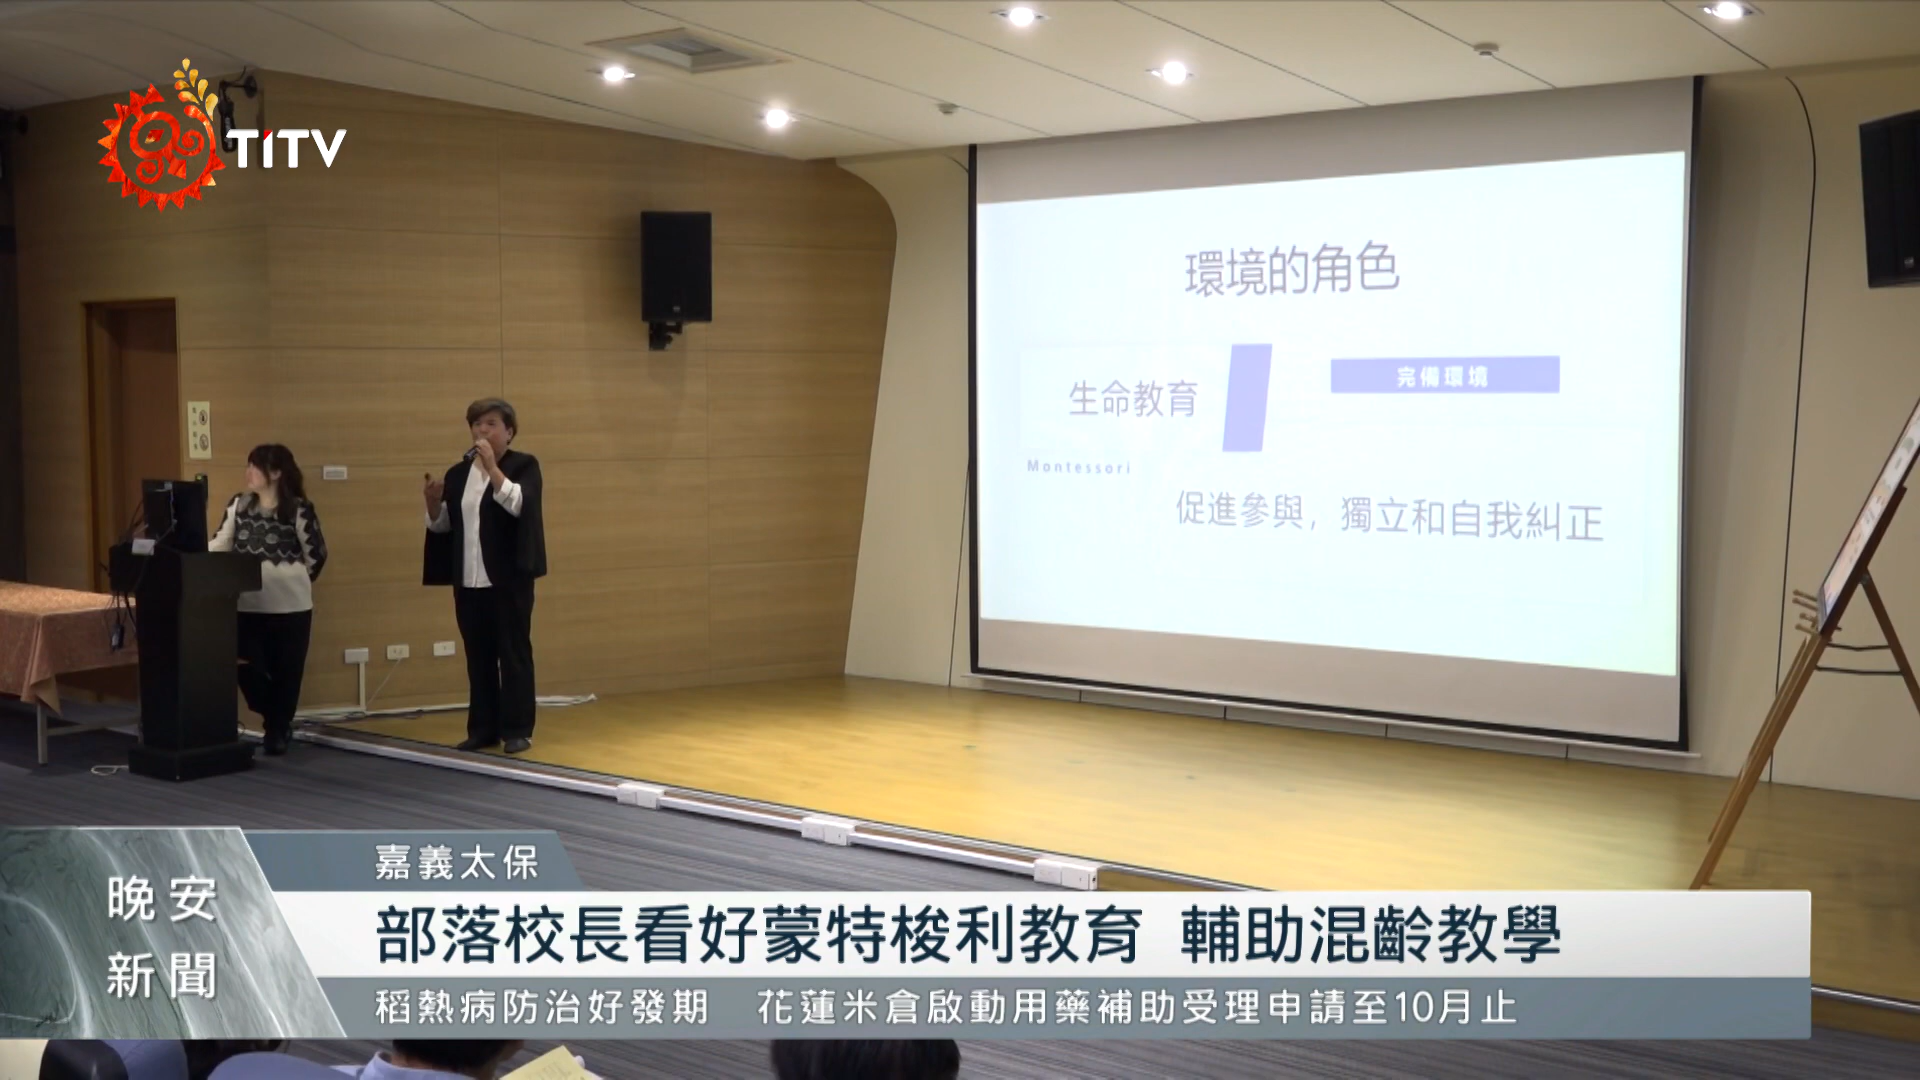 TITV
環境的角色
生命教育
完備環境
Montessori
促進參與，獨立和自我糾正
嘉義太保
晚安
新聞
部落校長看好蒙特梭利教育 輔助混齡教學
稻熱病防治好發期 花蓮米倉啟動用藥補助受理申請至10月止